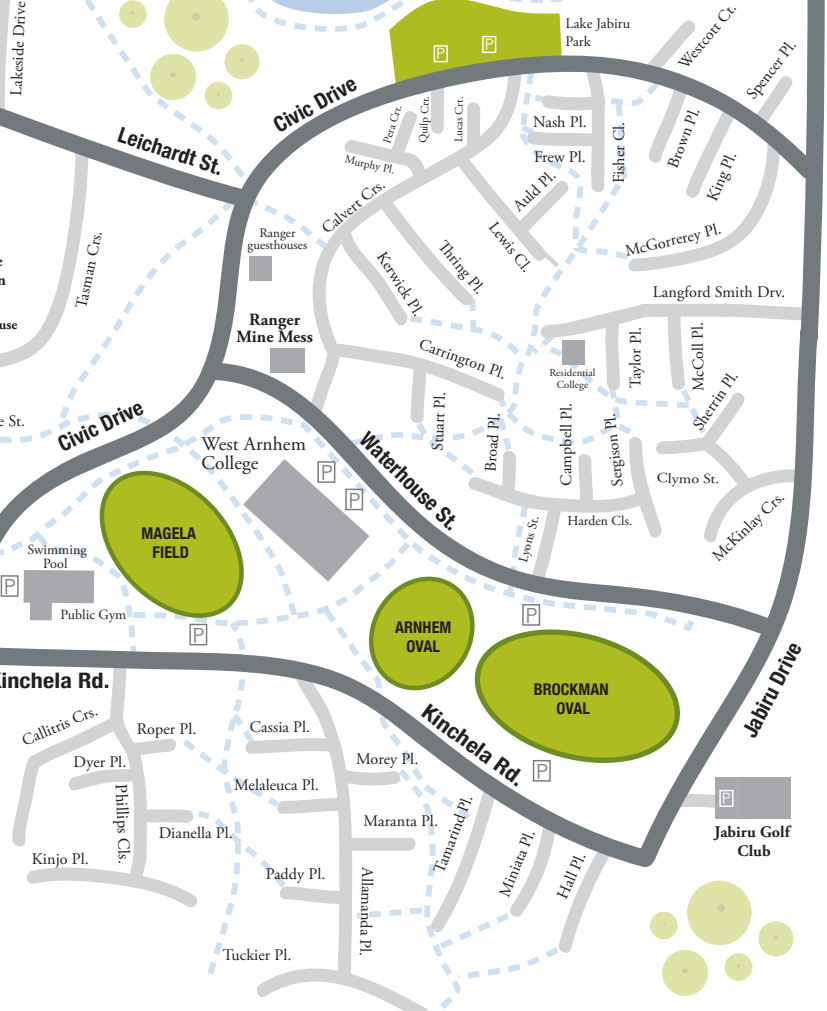 Lakeside Drive
Lake Jabiru
Park
P
P
Westcott Crt.
Spencer Pl.
Civic Drive
Leichardt St.
Pera Crt.
Quilp Crt.
Lucas Crt.
Nash Pl.
Frew Pl.
Fisher Cl.
Brown Pl.
King Pl.
Murphy Pl.
Auld Pl.
Calvert Crs.
Lewis Cl.
McGorrerey Pl.
Ranger
guesthouses
Tasman Crs.
Kerwick Pl.
Thring Pl.
Langford Smith Drv.
Ranger
Mine Mess
Carrington Pl.
Residential
College
Taylor Pl.
McColl Pl.
Sherrin Pl.
e
n
use
e St.
Civic Drive
West Arnhem
College
P
P
Waterhouse St.
Stuart Pl.
Broad Pl.
Campbell Pl.
Sergison Pl.
Clymo St.
McKinlay Crs.
Harden Cls.
Lyons St.
MAGELA
FIELD
Swimming
Pool
P
Public Gym
P
ARNHEM
OVAL
P
BROCKMAN
OVAL
P
Kinchela Rd.
Kinchela Rd.
Jabiru Drive
Callitris Crs.
Roper Pl.
Dyer Pl.
Phillips Cls.
Dianella Pl.
Kinjo Pl.
Cassia Pl.
Melaleuca Pl.
Morey Pl.
Maranta Pl.
Paddy Pl.
Allamanda Pl.
Tuckier Pl.
Tamarind Pl.
Miniata Pl.
Hall Pl.
P
Jabiru Golf
Club